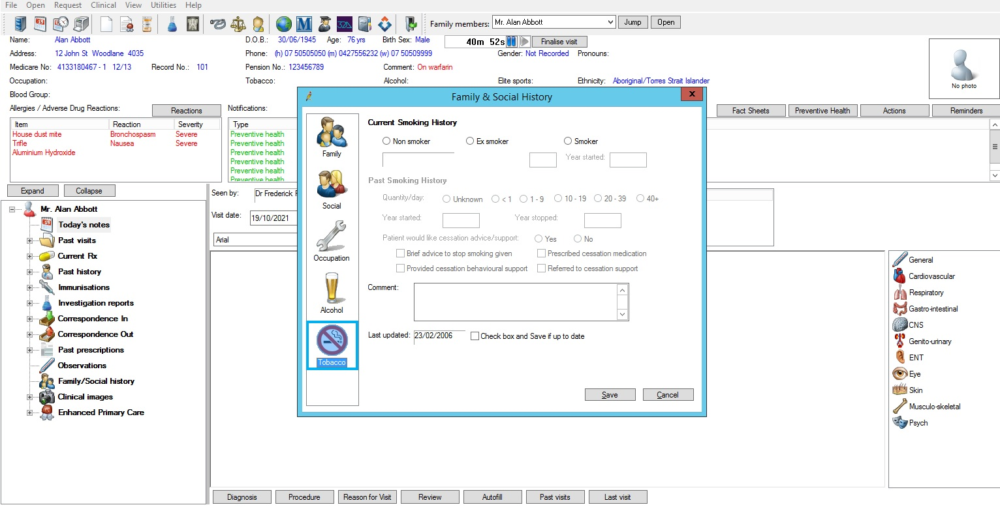 File Open Request Clinical View Utilities Help
Family members: Mr. Alan Abbott Jump Open
Name: Alan Abbott D.O.B.: 30/06/1945 Age: 76 yrs Birth Sex: Male 40m 52s Finalise visit
Address: 12 John St Woodlane 4035 Phone: (h) 07 50505050 (m) 0427556232 (w) 07 50509999 Gender: Not Recorded Pronouns:
Medicare No: 4133180467 - 1 12/13 Record No.: 101 Pension No.: 123456789 Comment: On warfarin
Occupation: Tobacco: Alcohol: Elite sports: Ethnicity: Aboriginal/Torres Strait Islander
No photo
Blood Group:
Allergies / Adverse Drug Reactions: Reactions Notifications: Fact Sheets Preventive Health Actions Reminders
Item Reaction Severity Type
House dust mite Bronchospasm Severe Preventive health
Trifle Nausea Severe Preventive health
Aluminium Hydroxide Preventive health
Preventive health
Preventive health
Preventive health
Expand Collapse
Seen by: Dr Frederick
Visit date: 19/10/2021
Arial
Mr. Alan Abbott
Today's notes
Past visits
Current Rx
Past history
Immunisations
Investigation reports
Correspondence In
Correspondence Out
Past prescriptions
Observations
Family/Social history
Clinical images
Enhanced Primary Care
Family & Social History
x
Family
Social
Occupation
Alcohol
Tobacco
Current Smoking History
Non smoker Ex smoker Smoker
Year started:
Past Smoking History
Quantity/day: Unknown < 1 1 - 9 10 - 19 20 - 39 40+
Year started: Year stopped:
Patient would like cessation advice/support: Yes No
Brief advice to stop smoking given Prescribed cessation medication
Provided cessation behavioural support Referred to cessation support
Comment:
Last updated: 23/02/2006 Check box and Save if up to date
Save Cancel
General
Cardiovascular
Respiratory
Gastro-intestinal
CNS
Genito-urinary
ENT
Eye
Skin
Musculo-skeletal
Psych
Diagnosis Procedure Reason for Visit Review Autofill Past visits Last visit